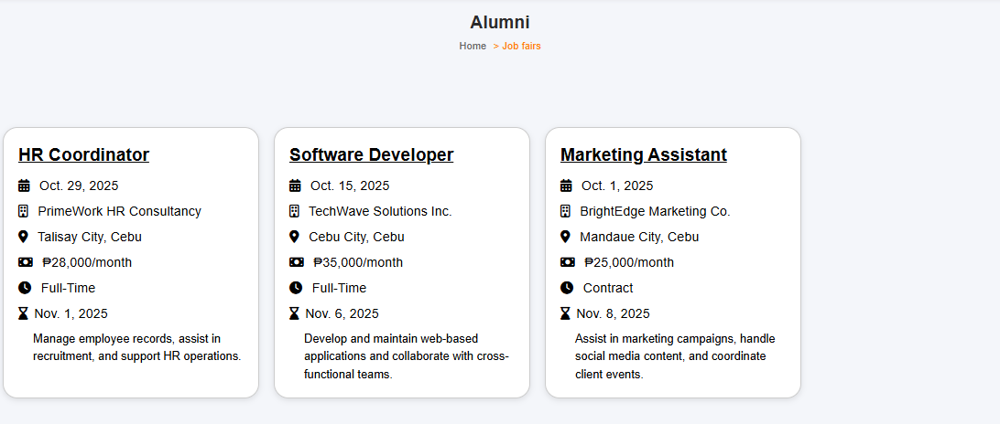 Alumni
Home > Job fairs
HR Coordinator
Oct. 29, 2025
PrimeWork HR Consultancy
Talisay City, Cebu
₱28,000/month
Full-Time
Nov. 1, 2025
Manage employee records, assist in
recruitment, and support HR operations.
Software Developer
Oct. 15, 2025
TechWave Solutions Inc.
Cebu City, Cebu
₱35,000/month
Full-Time
Nov. 6, 2025
Develop and maintain web-based
applications and collaborate with cross-
functional teams.
Marketing Assistant
Oct. 1, 2025
BrightEdge Marketing Co.
Mandaue City, Cebu
₱25,000/month
Contract
Nov. 8, 2025
Assist in marketing campaigns, handle
social media content, and coordinate
client events.